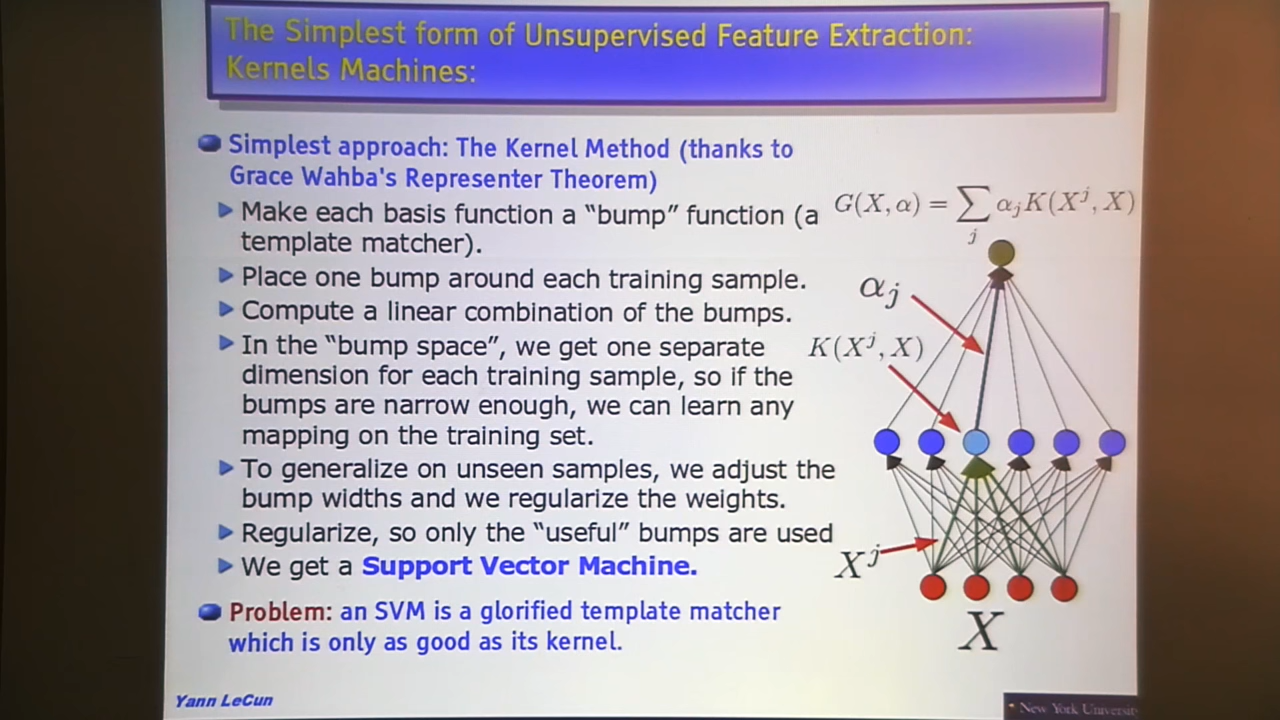 The Simplest form of Unsupervised Feature Extraction:
Kernels Machines:
Simplest approach: The Kernel Method (thanks to
Grace Wahba's Representer Theorem)
Make each basis function a “bump” function (a
template matcher).
Place one bump around each training sample.
Compute a linear combination of the bumps.
In the “bump space”, we get one separate
dimension for each training sample, so if the
bumps are narrow enough, we can learn any
mapping on the training set.
To generalize on unseen samples, we adjust the
bump widths and we regularize the weights.
Regularize, so only the “useful” bumps are used
We get a Support Vector Machine.
Problem: an SVM is a glorified template matcher
which is only as good as its kernel.
G(X, α) = ∑_j α_j K(X^j, X)
α_j
K(X^j, X)
X^j
X
Yann LeCun
New York Universit